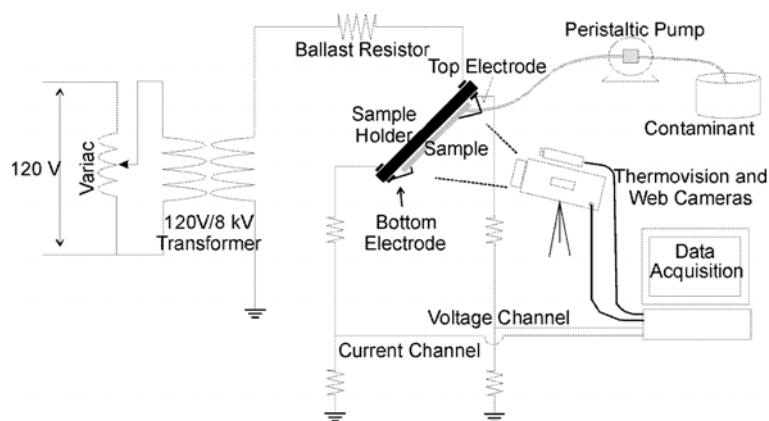 Ballast Resistor
Peristaltic Pump
Top Electrode
Contaminant
Sample
Holder
Sample
120 V
Variac
120V/8 kV
Transformer
Bottom
Electrode
Thermovision and
Web Cameras
Data
Acquisition
Voltage Channel
Current Channel